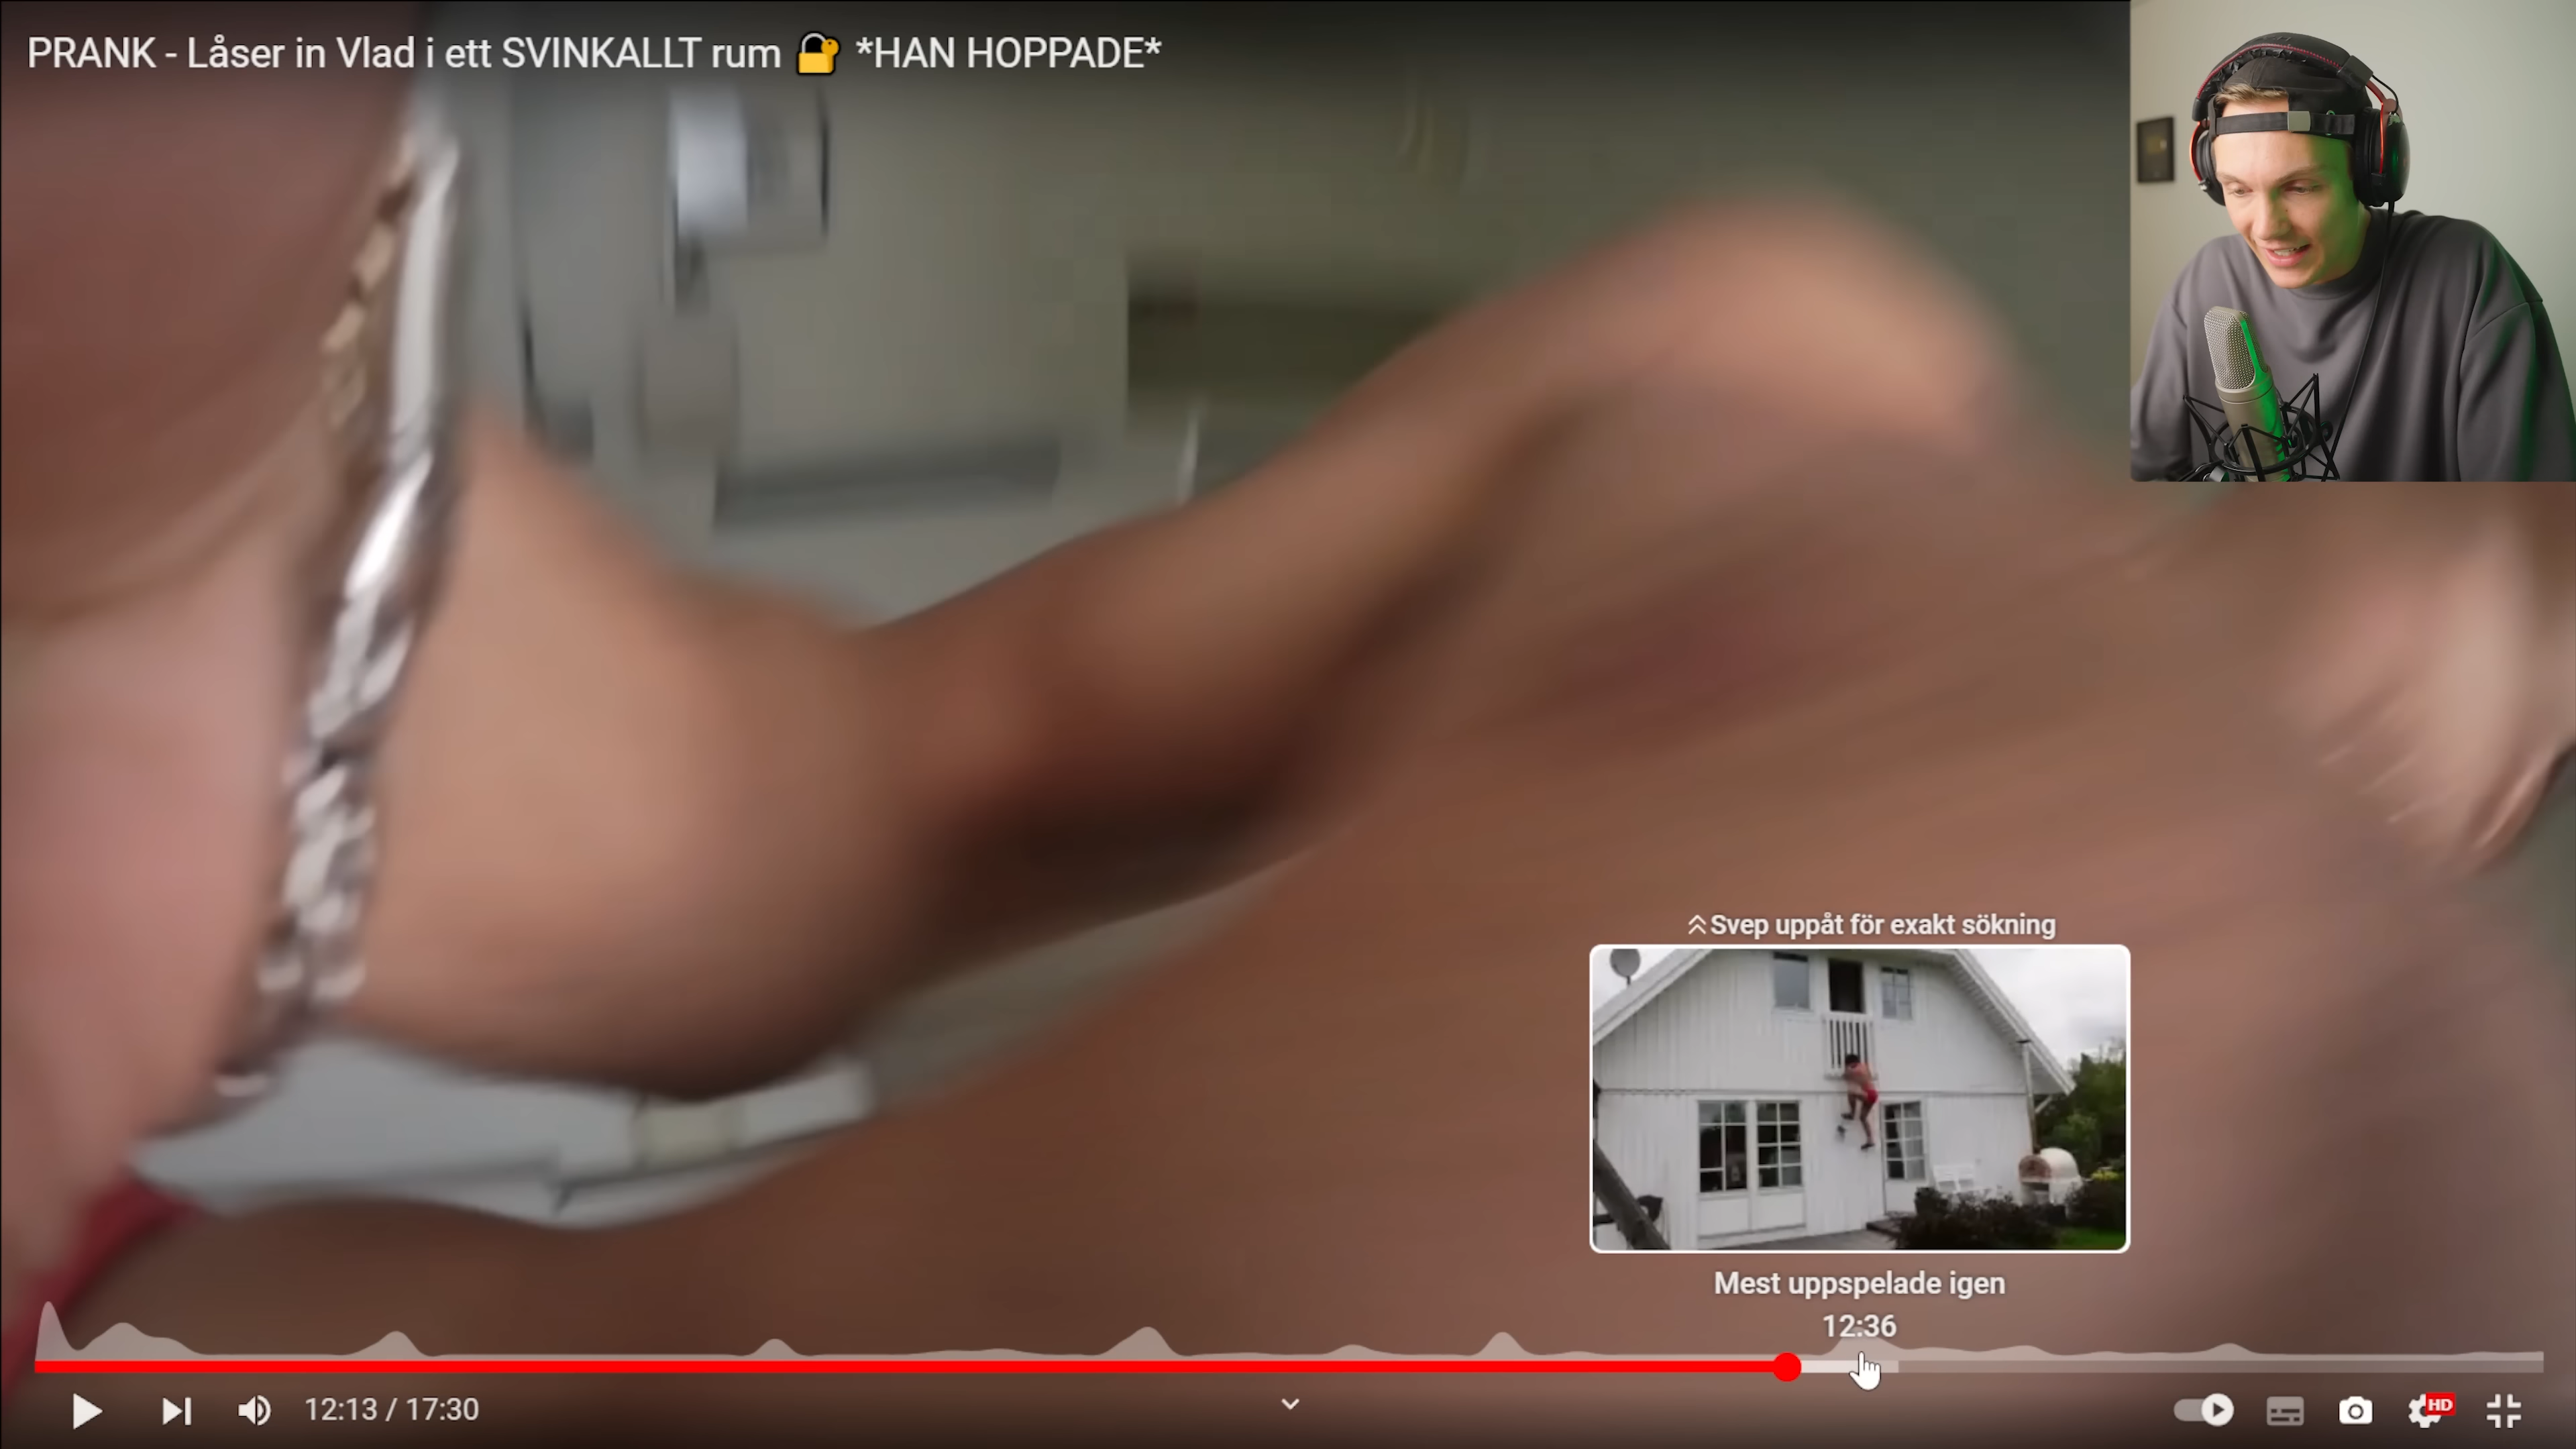 PRANK - Låser in Vlad i ett SVINKALLT rum 🔐 *HAN HOPPADE*
Svep uppåt för exakt sökning
Mest uppspelade igen
12:36
12:13 / 17:30
HD